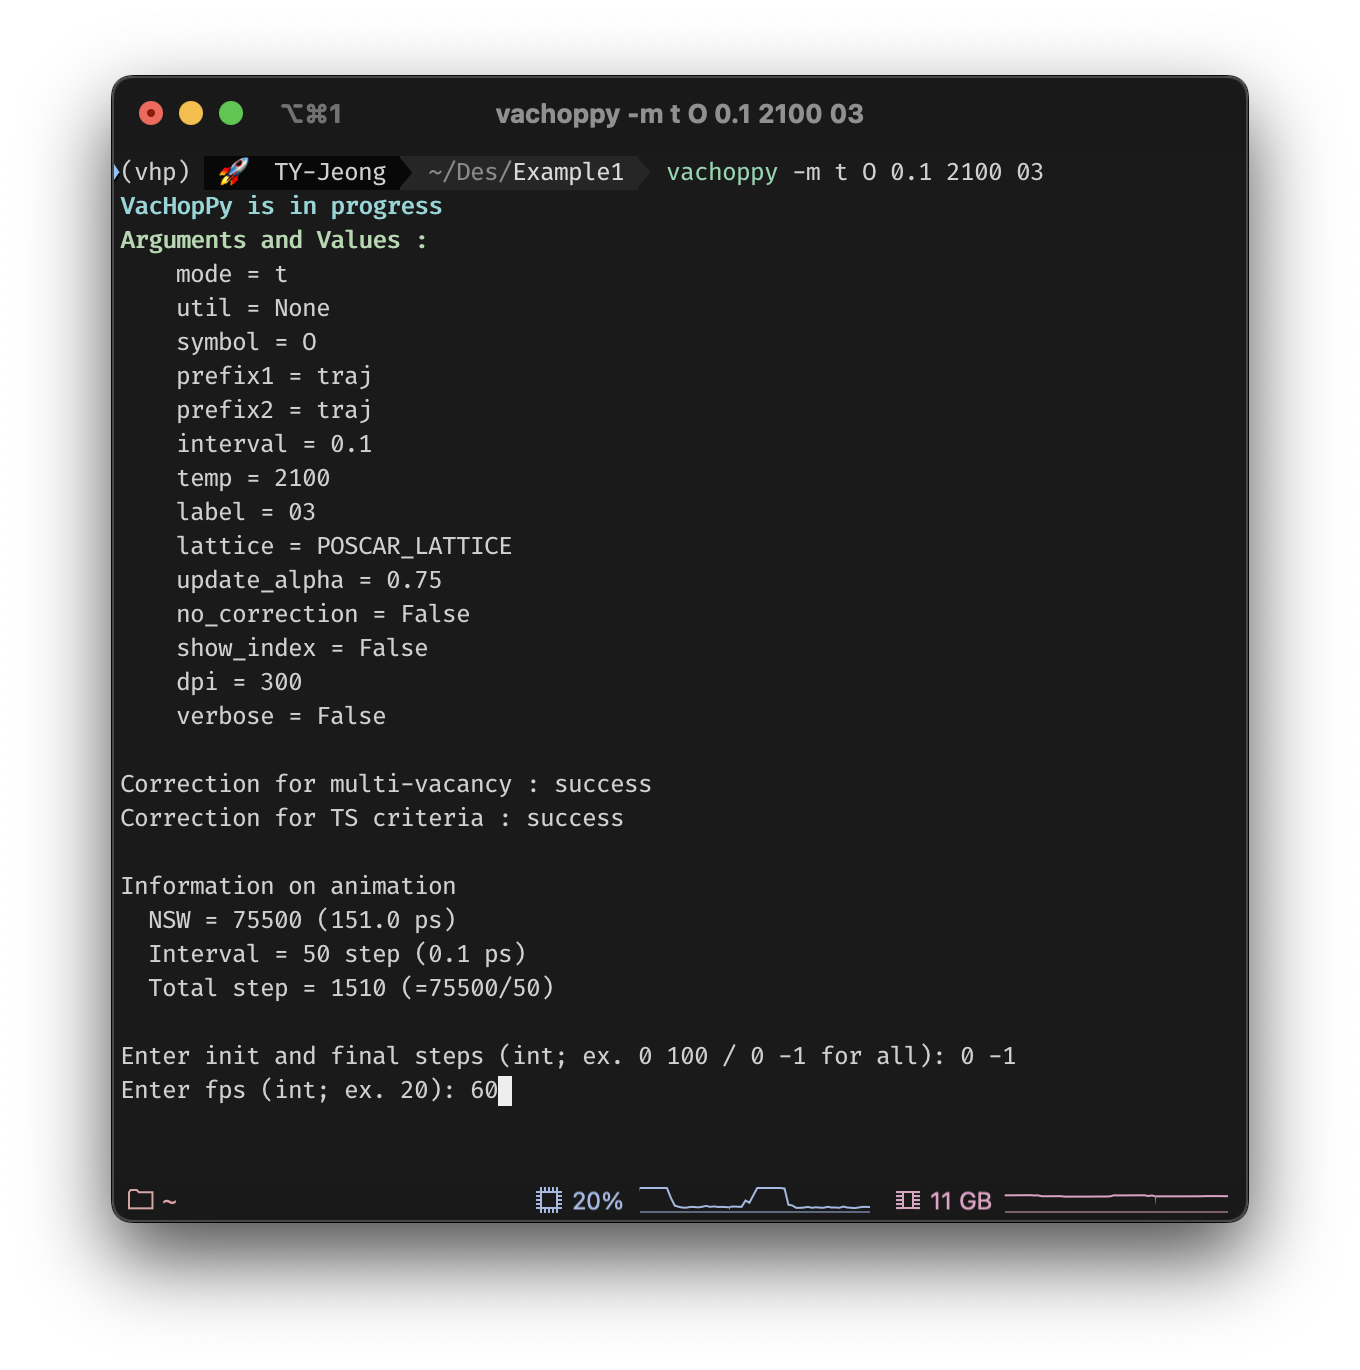 ⌥⌘1 vachoppy -m t O 0.1 2100 03
(vhp) 🚀 TY-Jeong ~/Des/Example1 vachoppy -m t O 0.1 2100 03
VacHopPy is in progress
Arguments and Values :
mode = t
util = None
symbol = O
prefix1 = traj
prefix2 = traj
interval = 0.1
temp = 2100
label = 03
lattice = POSCAR_LATTICE
update_alpha = 0.75
no_correction = False
show_index = False
dpi = 300
verbose = False
Correction for multi-vacancy : success
Correction for TS criteria : success
Information on animation
NSW = 75500 (151.0 ps)
Interval = 50 step (0.1 ps)
Total step = 1510 (=75500/50)
Enter init and final steps (int; ex. 0 100 / 0 -1 for all): 0 -1
Enter fps (int; ex. 20): 60
~ 20% 11 GB